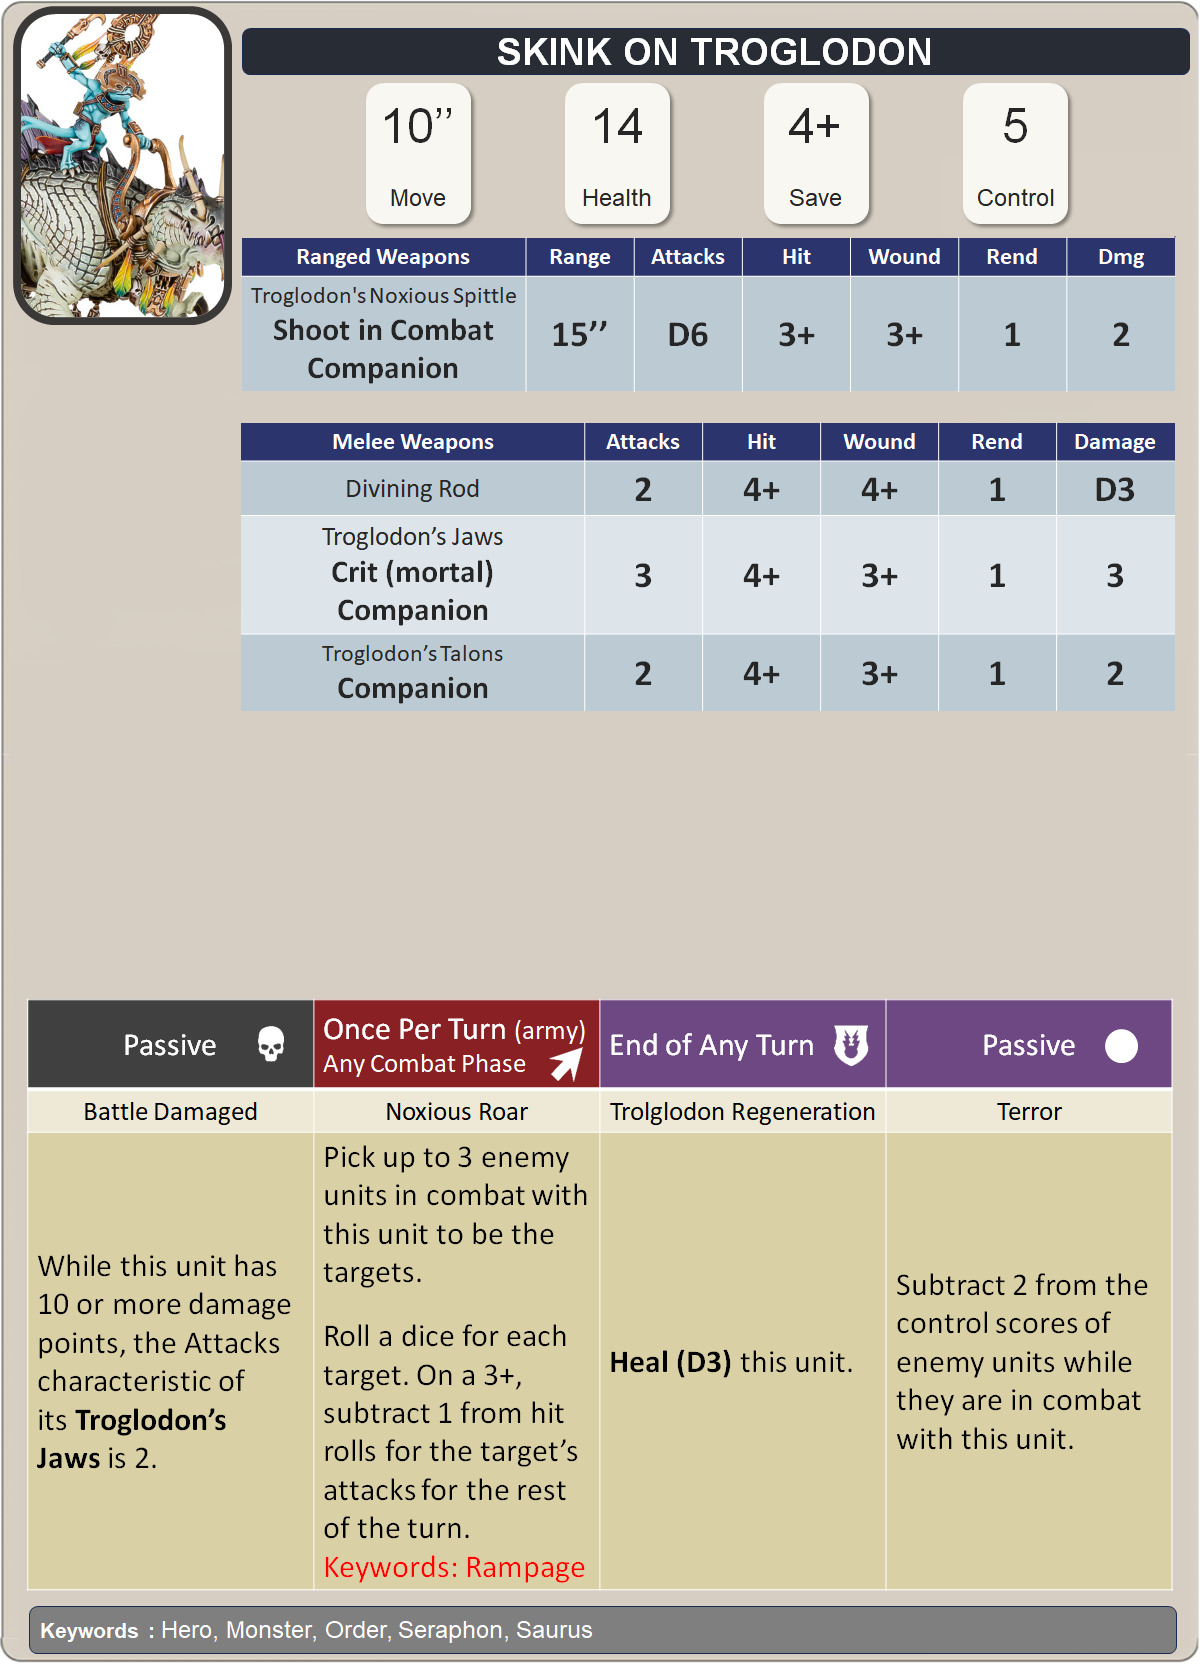 SKINK ON TROGLODON
10’’ 14 4+ 5
Move Health Save Control
Ranged Weapons Range Attacks Hit Wound Rend Dmg
Troglodon's Noxious Spittle
Shoot in Combat
Companion
15’’ D6 3+ 3+ 1 2
Melee Weapons Attacks Hit Wound Rend Damage
Divining Rod 2 4+ 4+ 1 D3
Troglodon’s Jaws
Crit (mortal)
Companion
3 4+ 3+ 1 3
Troglodon’s Talons
Companion
2 4+ 3+ 1 2
Passive
Battle Damaged
While this unit has
10 or more damage
points, the Attacks
characteristic of
its Troglodon’s
Jaws is 2.
Once Per Turn (army)
Any Combat Phase
Noxious Roar
Pick up to 3 enemy
units in combat with
this unit to be the
targets.
Roll a dice for each
target. On a 3+,
subtract 1 from hit
rolls for the target’s
attacks for the rest
of the turn.
Keywords: Rampage
End of Any Turn
Trolglodon Regeneration
Heal (D3) this unit.
Passive
Terror
Subtract 2 from the
control scores of
enemy units while
they are in combat
with this unit.
Keywords : Hero, Monster, Order, Seraphon, Saurus